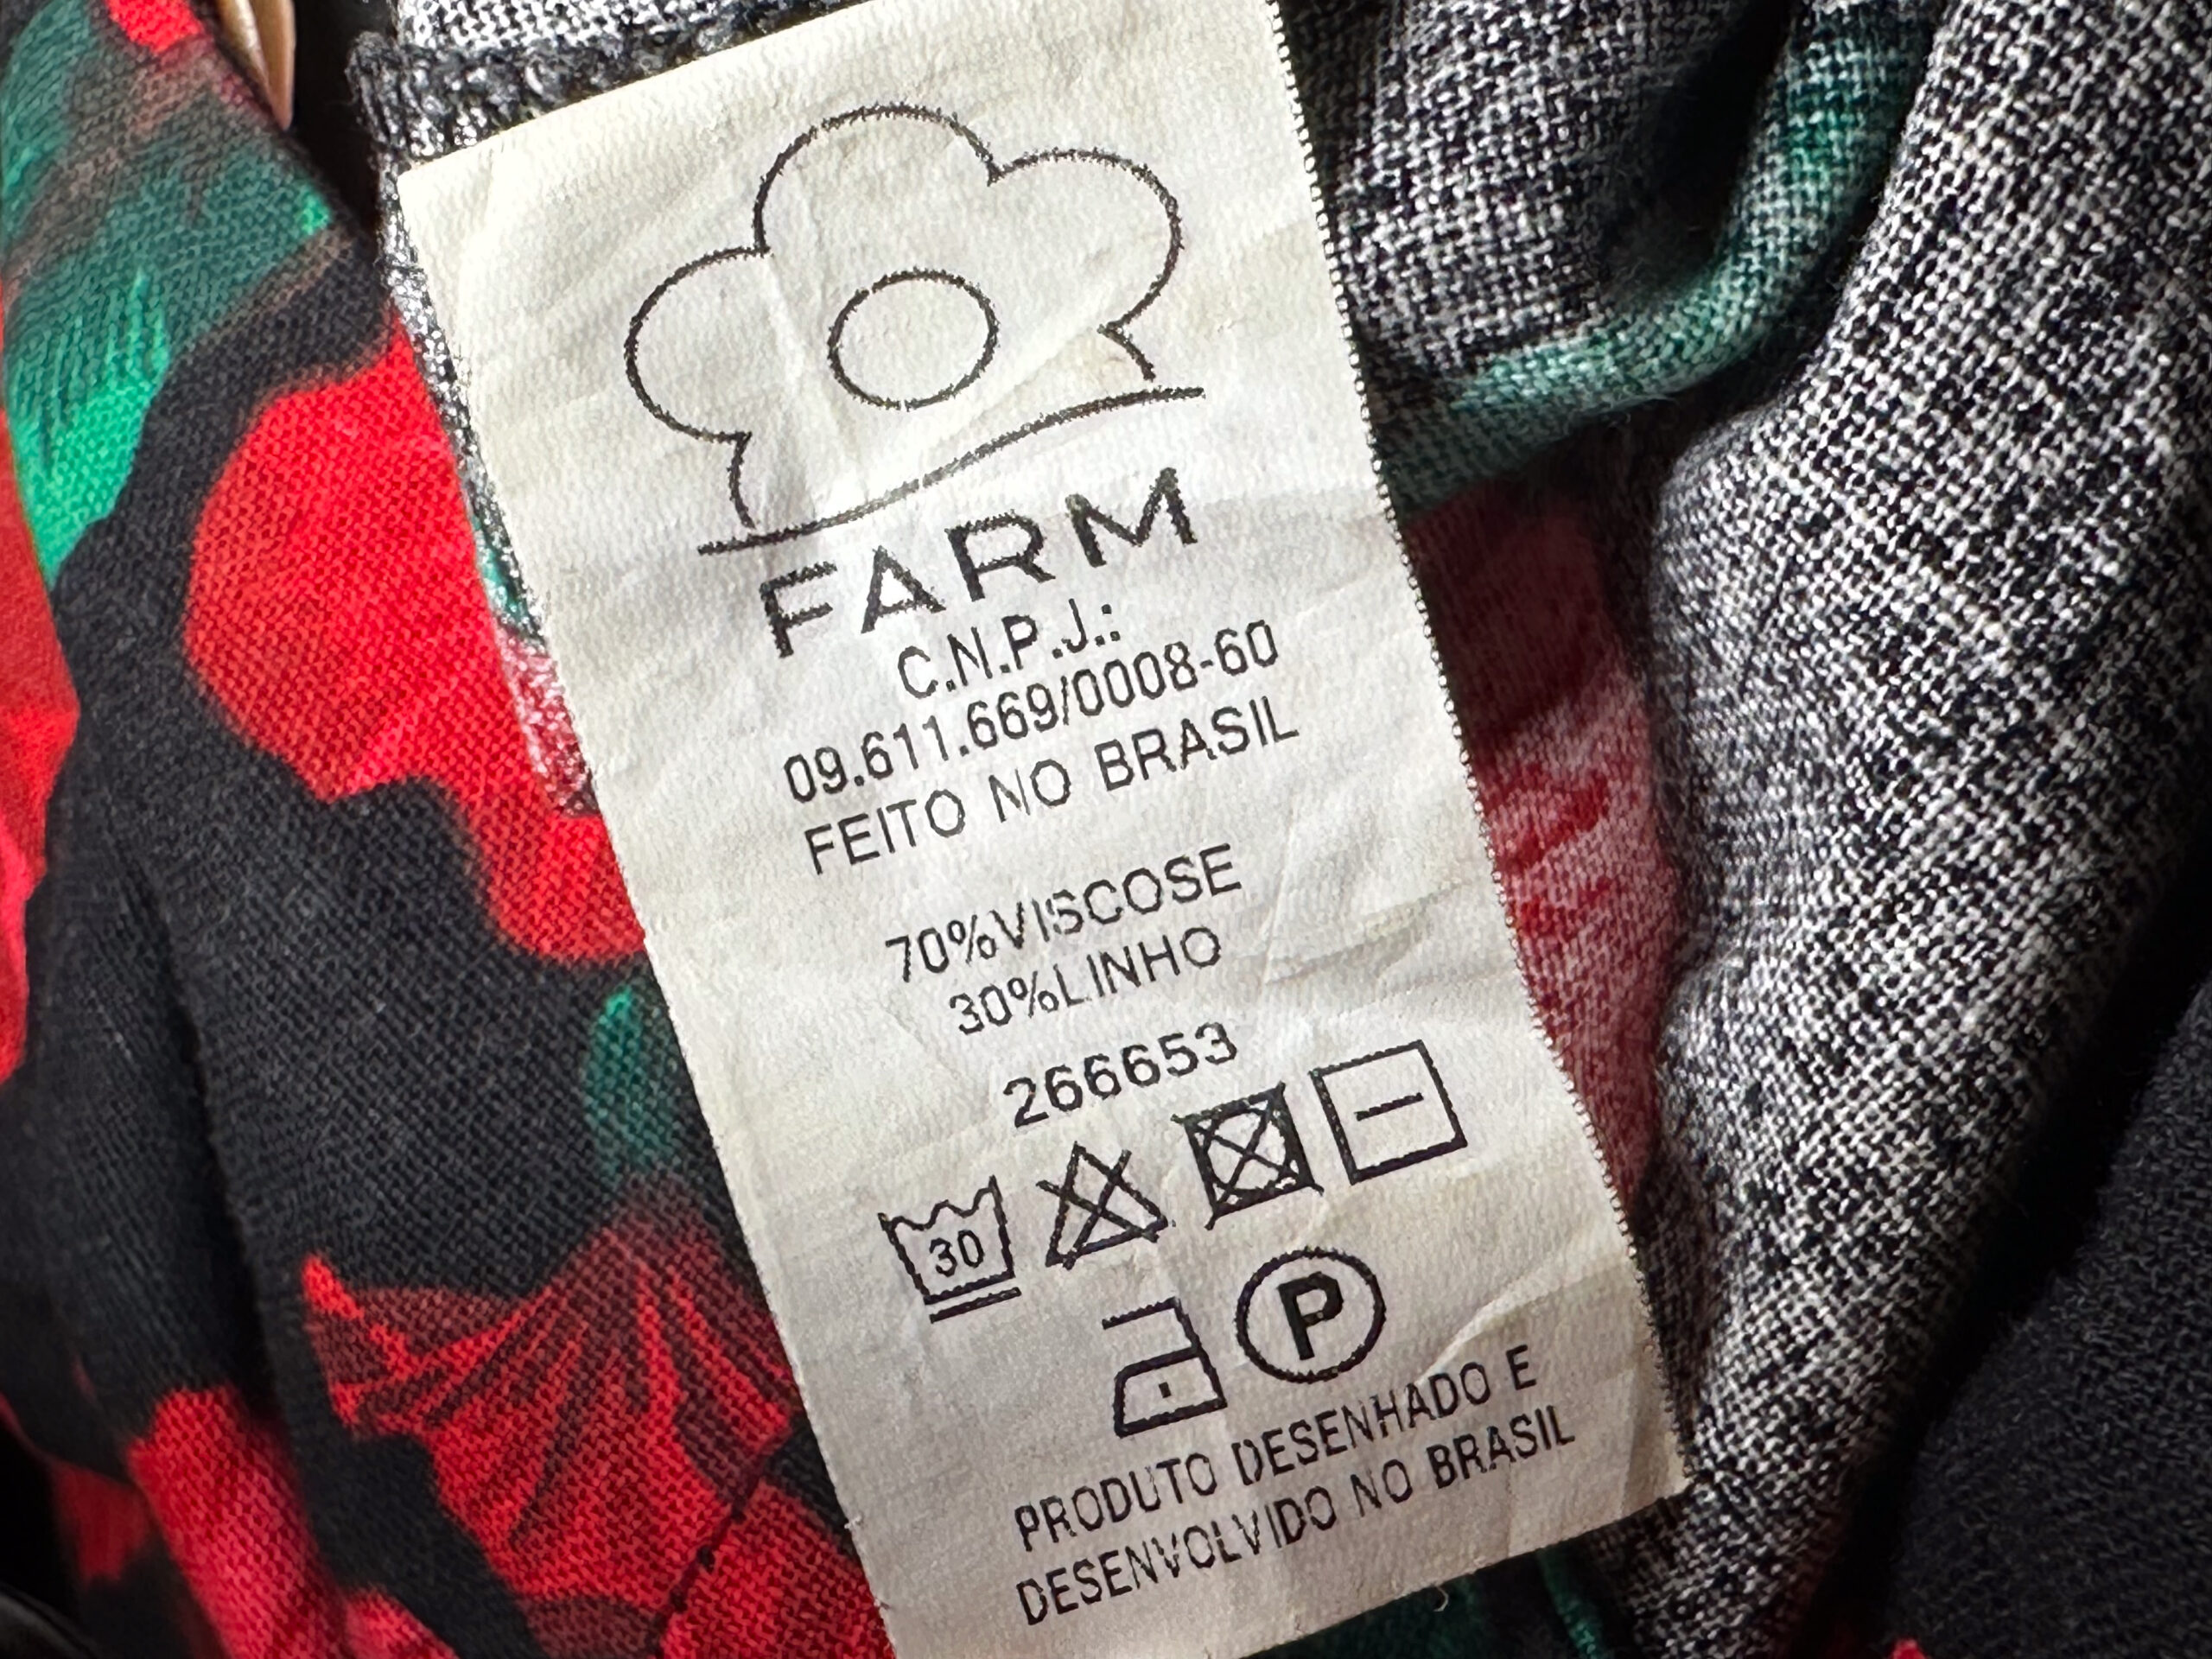 FARM
C.N.P.J.:
09.611.669/0008-60
FEITO NO BRASIL
70%VISCOSE
30%LINHO
266653
30
P
PRODUTO DESENHADO E
DESENVOLVIDO NO BRASIL